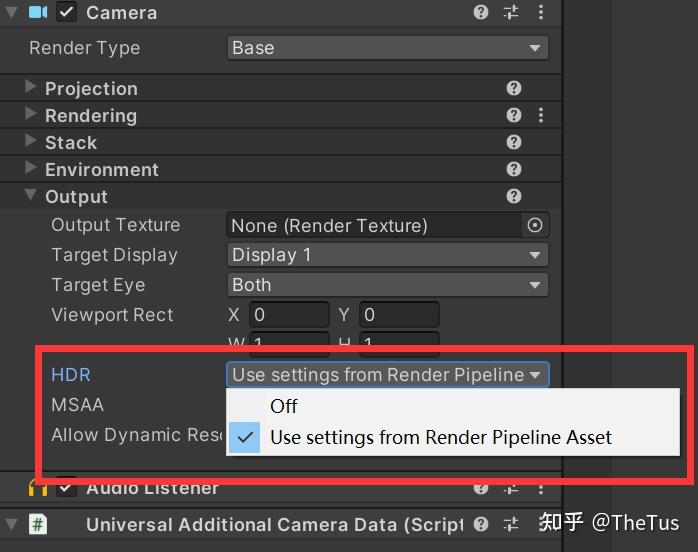 Camera
Render Type Base
Projection
Rendering
Stack
Environment
Output
Output Texture None (Render Texture)
Target Display Display 1
Target Eye Both
Viewport Rect X 0 Y 0
W 1 H 1
HDR Use settings from Render Pipeline
MSAA Off
Use settings from Render Pipeline Asset
Allow Dynamic Reso
Audio Listener
# Universal Additional Camera Data (Script
知乎 @TheTus